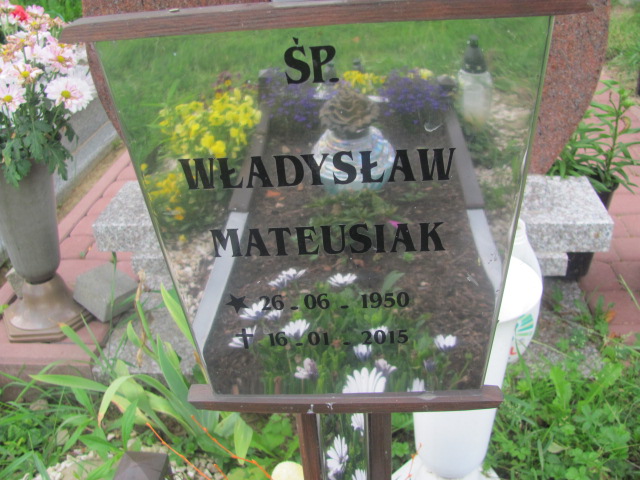 ŚP.
WŁADYSŁAW
MATEUSIAK
★ 26-06-1950
✝ 16-01-2015